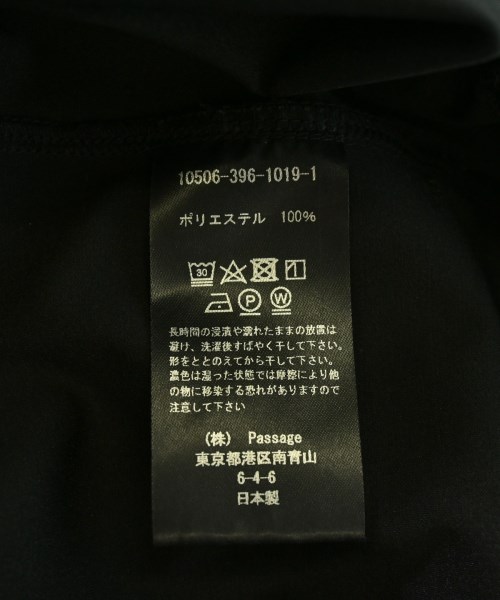 10506-396-1019-1
ポリエステル 100%
30
P W
長時間の浸漬や濡れたままの放置は
避け、洗濯後すばやく干して下さい。
形をととのえてから干して下さい。
濃色は湿った状態では摩擦により他
の物に移染する恐れがありますので
注意して下さい
(株) Passage
東京都港区南青山
6-4-6
日本製